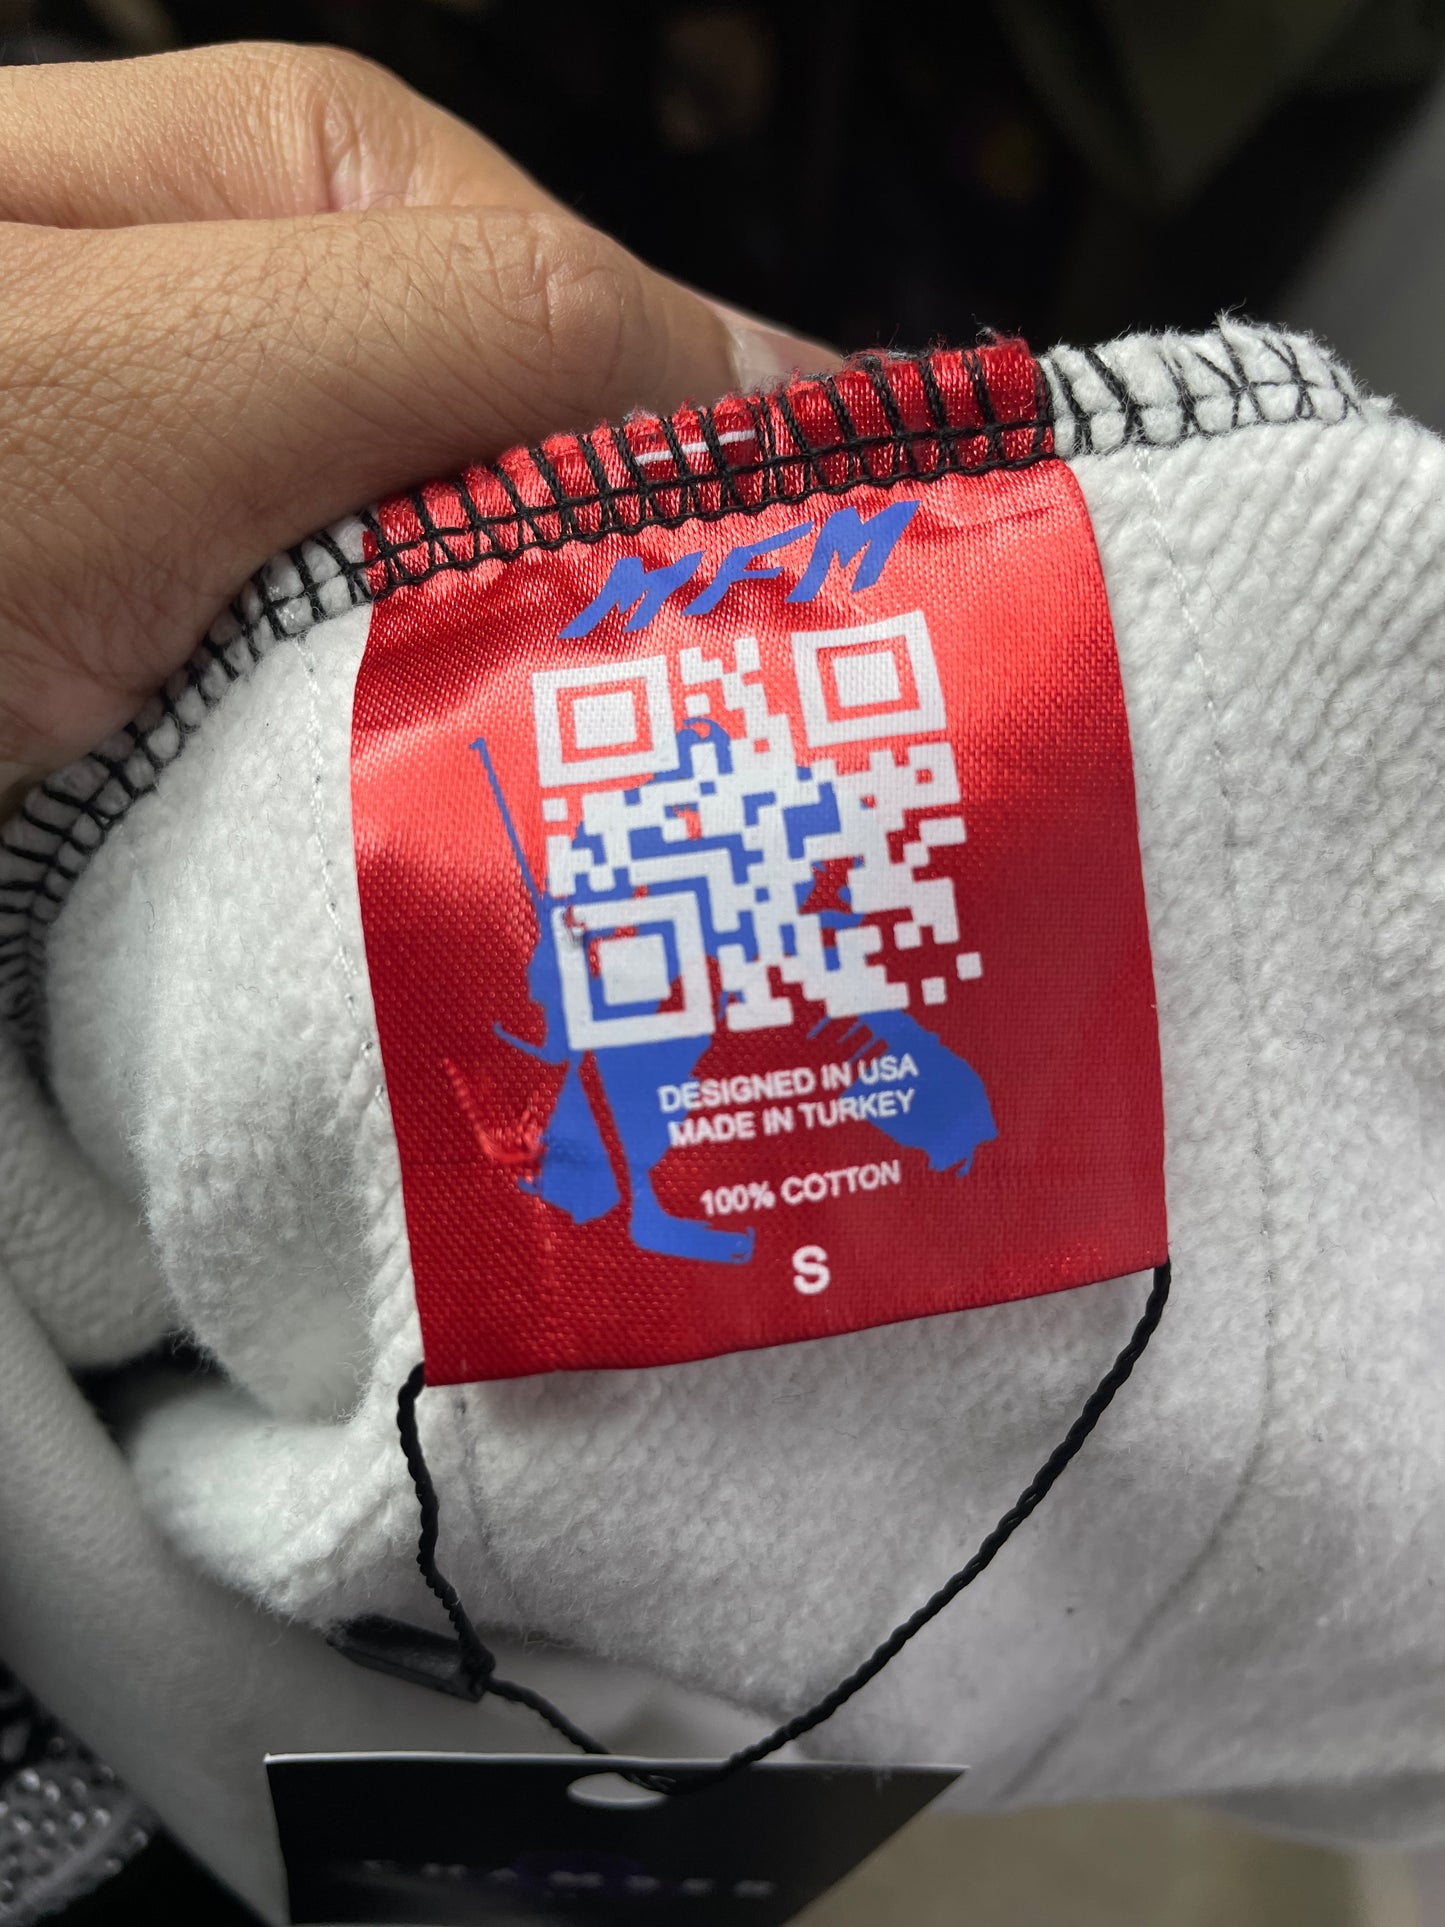 MFM
DESIGNED IN USA
MADE IN TURKEY
100% COTTON
S